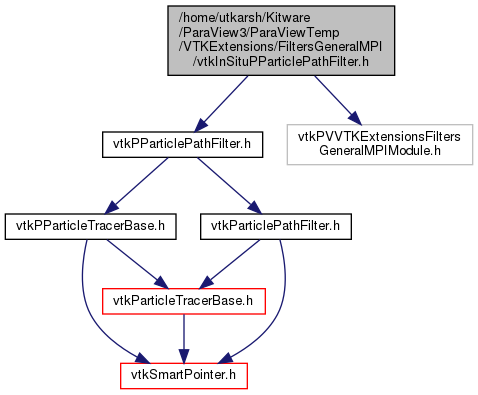 /home/utkarsh/Kitware
/ParaView3/ParaViewTemp
/VTKExtensions/FiltersGeneralMPI
/vtkInSituPParticlePathFilter.h
vtkPParticlePathFilter.h
vtkPVVTKExtensionsFilters
GeneralMPIModule.h
vtkPParticleTracerBase.h
vtkParticlePathFilter.h
vtkParticleTracerBase.h
vtkSmartPointer.h